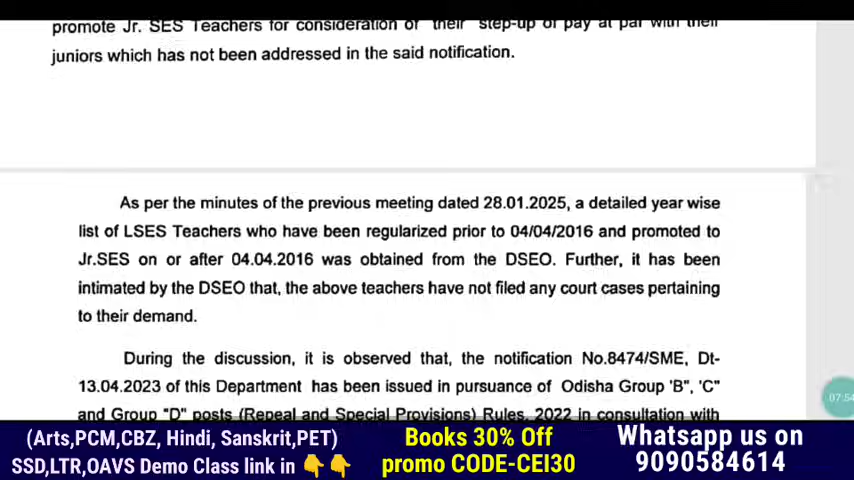 promote Jr. SES Teachers for consideration of their step-up of pay at par with their
juniors which has not been addressed in the said notification.
As per the minutes of the previous meeting dated 28.01.2025, a detailed year wise
list of LSES Teachers who have been regularized prior to 04/04/2016 and promoted to
Jr.SES on or after 04.04.2016 was obtained from the DSEO. Further, it has been
intimated by the DSEO that, the above teachers have not filed any court cases pertaining
to their demand.
During the discussion, it is observed that, the notification No.8474/SME, Dt-
13.04.2023 of this Department has been issued in pursuance of Odisha Group 'B", 'C"
and Group "D" posts (Repeal and Special Provisions) Rules, 2022 in consultation with
07:54
(Arts,PCM,CBZ, Hindi, Sanskrit,PET)
SSD,LTR,OAVS Demo Class link in 👇👇
Books 30% Off
promo CODE-CEI30
Whatsapp us on
9090584614